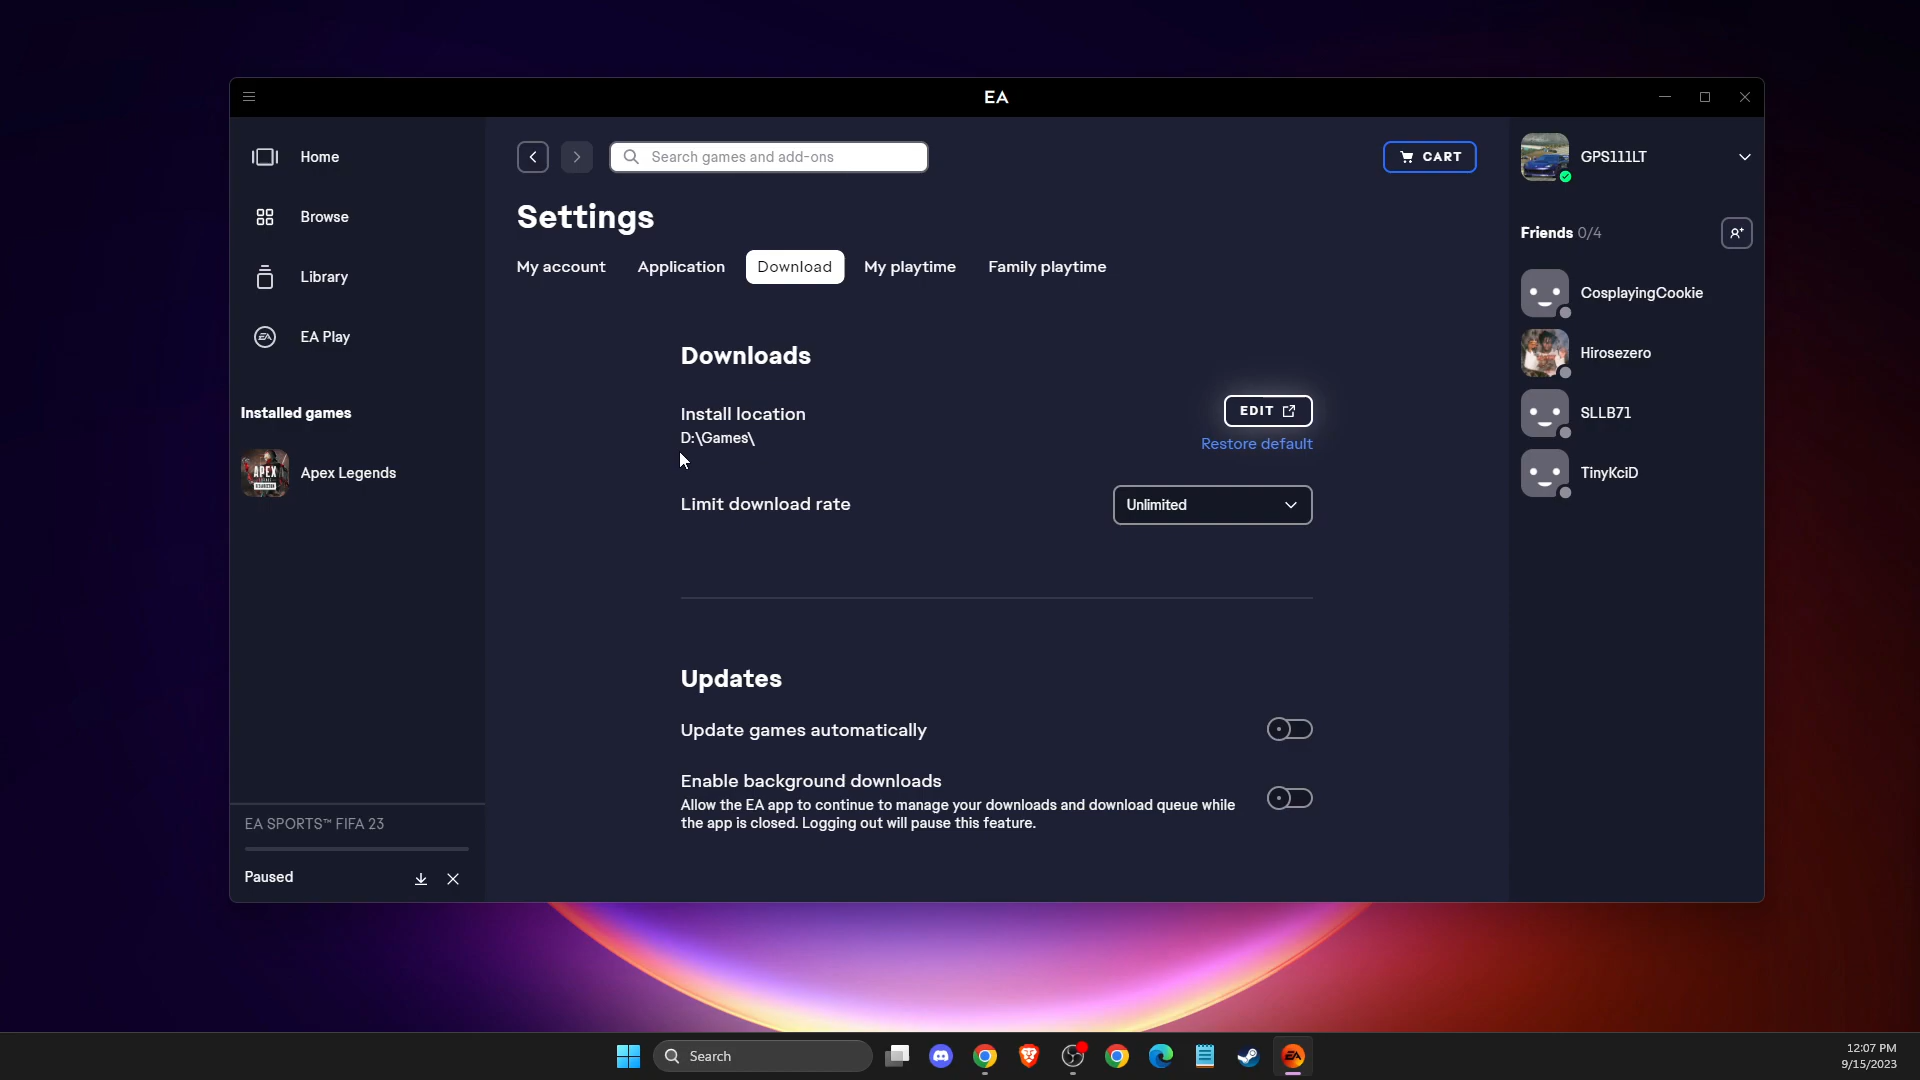 EA
Home
Browse
Library
EA Play
Installed games
Apex Legends
EA SPORTS™ FIFA 23
Paused
Search games and add-ons
CART
Settings
My account Application Download My playtime Family playtime
Downloads
Install location
D:\Games\
EDIT
Restore default
Limit download rate
Unlimited
Updates
Update games automatically
Enable background downloads
Allow the EA app to continue to manage your downloads and download queue while
the app is closed. Logging out will pause this feature.
GPS111LT
Friends 0/4
CosplayingCookie
Hirosezero
SLLB71
TinyKciD
Search
12:07 PM
9/15/2023